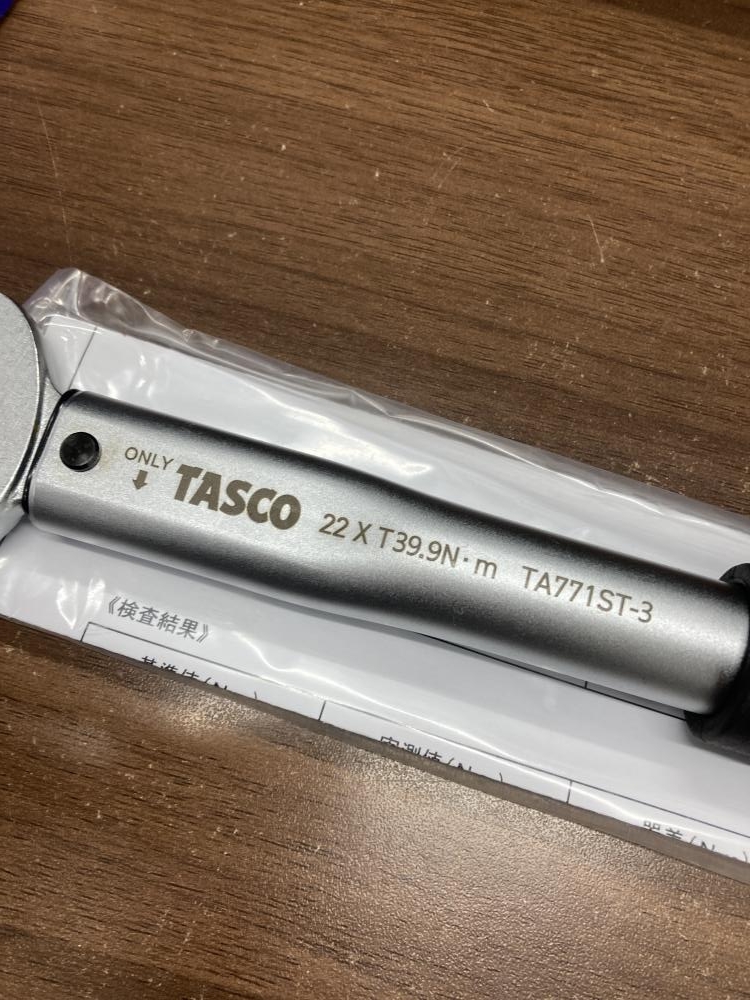 ONLY
↓
TASCO 22 X T39.9N·m TA771ST-3
《検査結果》